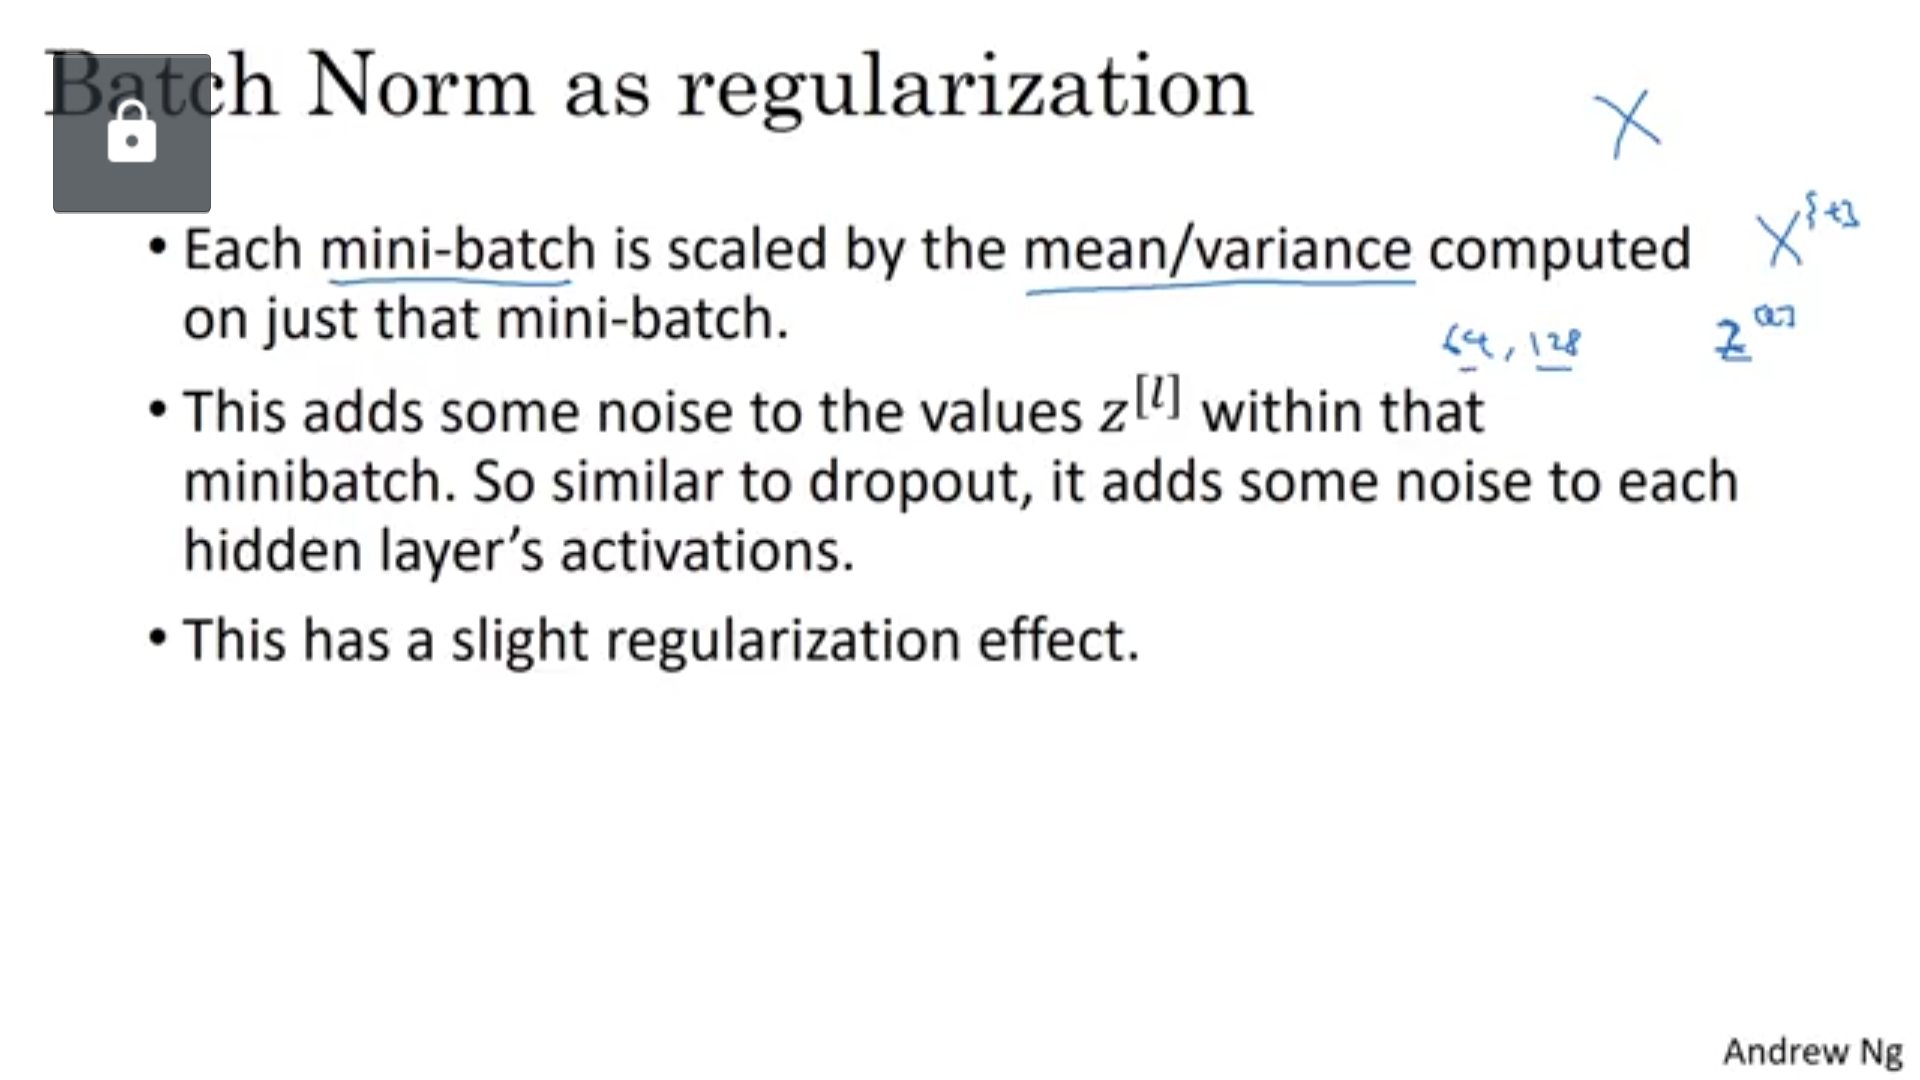 Batch Norm as regularization
X
• Each mini-batch is scaled by the mean/variance computed
on just that mini-batch.
X^{t}
64, 128
z^[l]
• This adds some noise to the values z^[l] within that
minibatch. So similar to dropout, it adds some noise to each
hidden layer’s activations.
• This has a slight regularization effect.
Andrew Ng